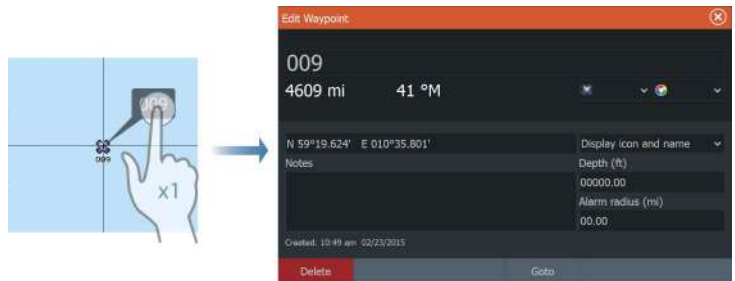 009
009
x1
Edit Waypoint
009
4609 mi 41 °M
N 59°19.624' E 010°35.801' Display icon and name
Notes Depth (ft)
00000.00
Alarm radius (mi)
00.00
Created: 10:49 am 02/23/2015
Delete Goto